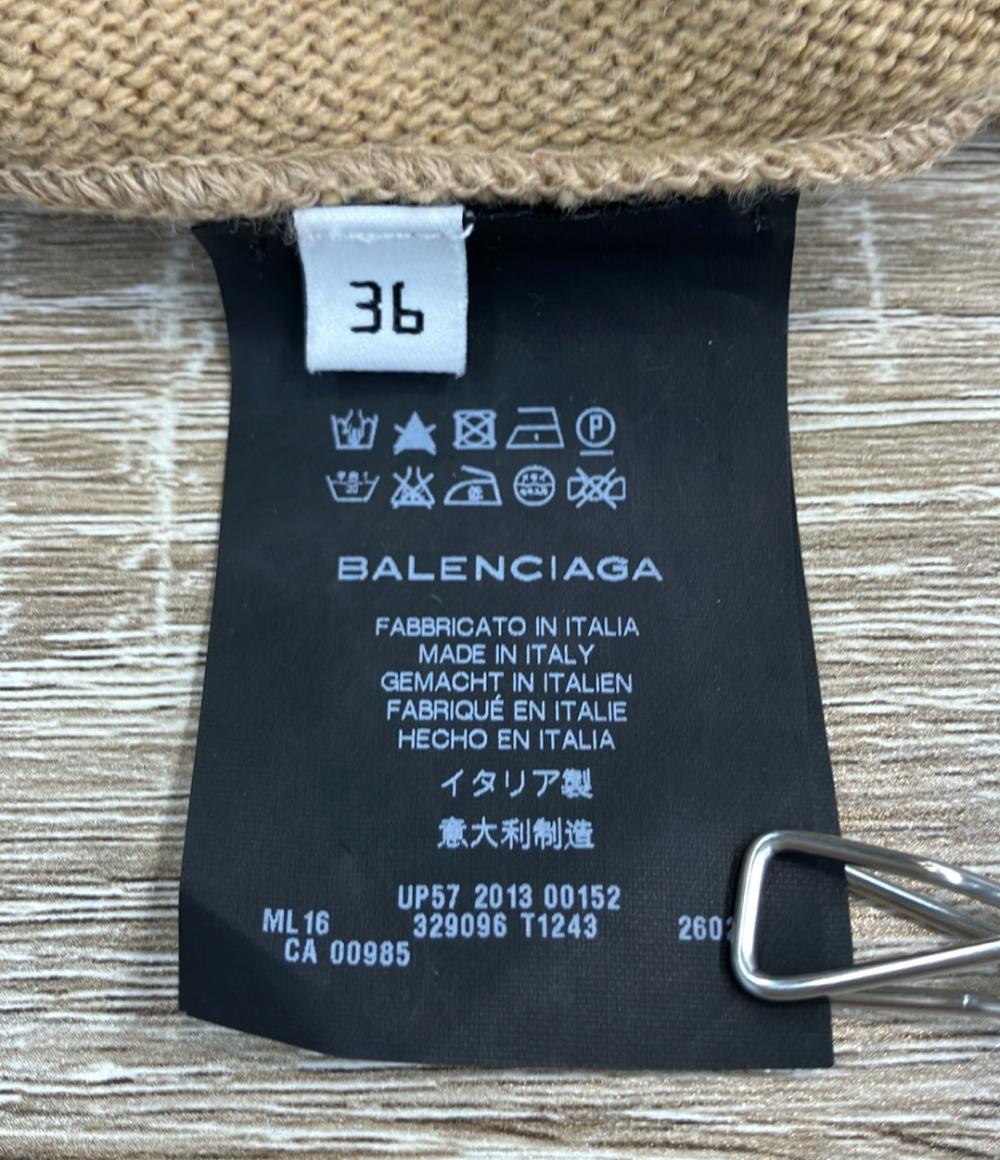 36
P
BALENCIAGA
FABBRICATO IN ITALIA
MADE IN ITALY
GEMACHT IN ITALIEN
FABRIQUÉ EN ITALIE
HECHO EN ITALIA
イタリア製
意大利制造
UP57 2013 00152
ML16 329096 T1243
CA 00985